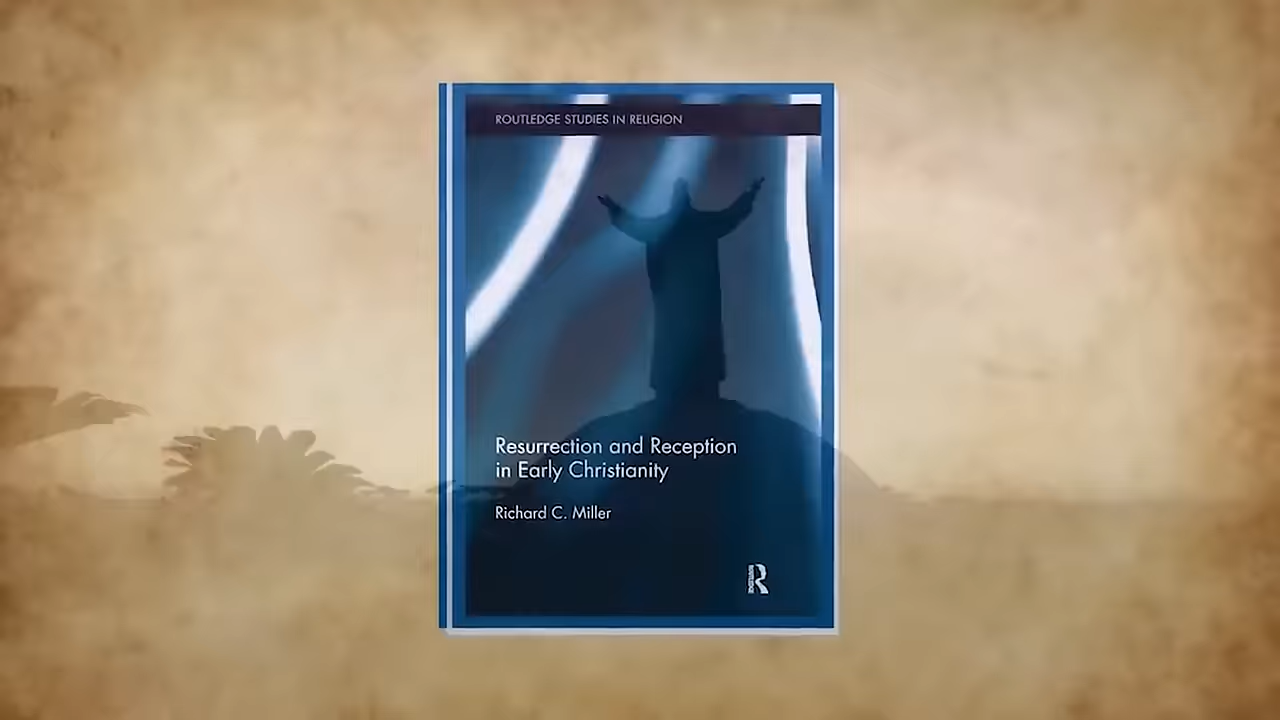 ROUTLEDGE STUDIES IN RELIGION
Resurrection and Reception
in Early Christianity
Richard C. Miller
R